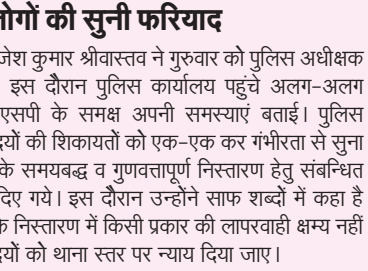 लोगों की सुनी फरियाद
जेश कुमार श्रीवास्तव ने गुरुवार को पुलिस अधीक्षक
इस दौरान पुलिस कार्यालय पहुंचे अलग-अलग
एसपी के समक्ष अपनी समस्याएं बताई। पुलिस
दियों की शिकायतों को एक-एक कर गंभीरता से सुना
के समयबद्ध व गुणवत्तापूर्ण निस्तारण हेतु संबन्धित
दिए गये। इस दौरान उन्होंने साफ शब्दों में कहा है
के निस्तारण में किसी प्रकार की लापरवाही क्षम्य नहीं
दियों को थाना स्तर पर न्याय दिया जाए।